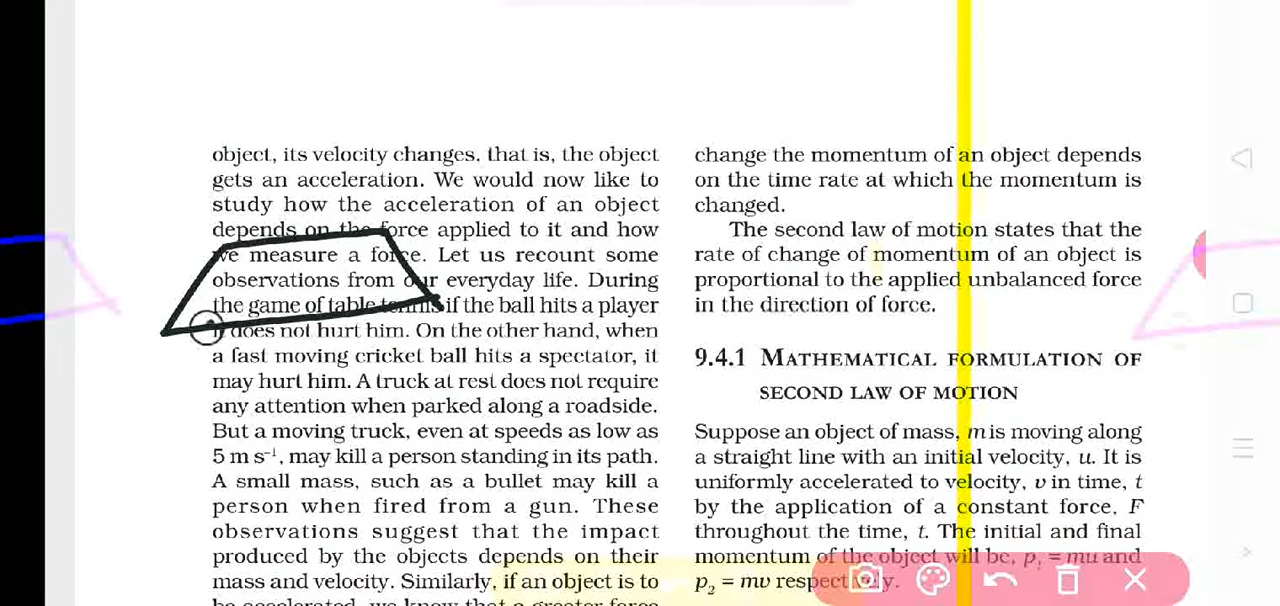 object, its velocity changes. that is, the object
gets an acceleration. We would now like to
study how the acceleration of an object
depends on the force applied to it and how
we measure a force. Let us recount some
observations from our everyday life. During
the game of table tennis if the ball hits a player
it does not hurt him. On the other hand, when
a fast moving cricket ball hits a spectator, it
may hurt him. A truck at rest does not require
any attention when parked along a roadside.
But a moving truck, even at speeds as low as
5 m s⁻¹, may kill a person standing in its path.
A small mass, such as a bullet may kill a
person when fired from a gun. These
observations suggest that the impact
produced by the objects depends on their
mass and velocity. Similarly, if an object is to
be accelerated, we know that a greater force
change the momentum of an object depends
on the time rate at which the momentum is
changed.
The second law of motion states that the
rate of change of momentum of an object is
proportional to the applied unbalanced force
in the direction of force.
9.4.1 MATHEMATICAL FORMULATION OF
SECOND LAW OF MOTION
Suppose an object of mass, m is moving along
a straight line with an initial velocity, u. It is
uniformly accelerated to velocity, v in time, t
by the application of a constant force, F
throughout the time, t. The initial and final
momentum of the object will be, p₁ = mu and
p₂ = mv respectively.